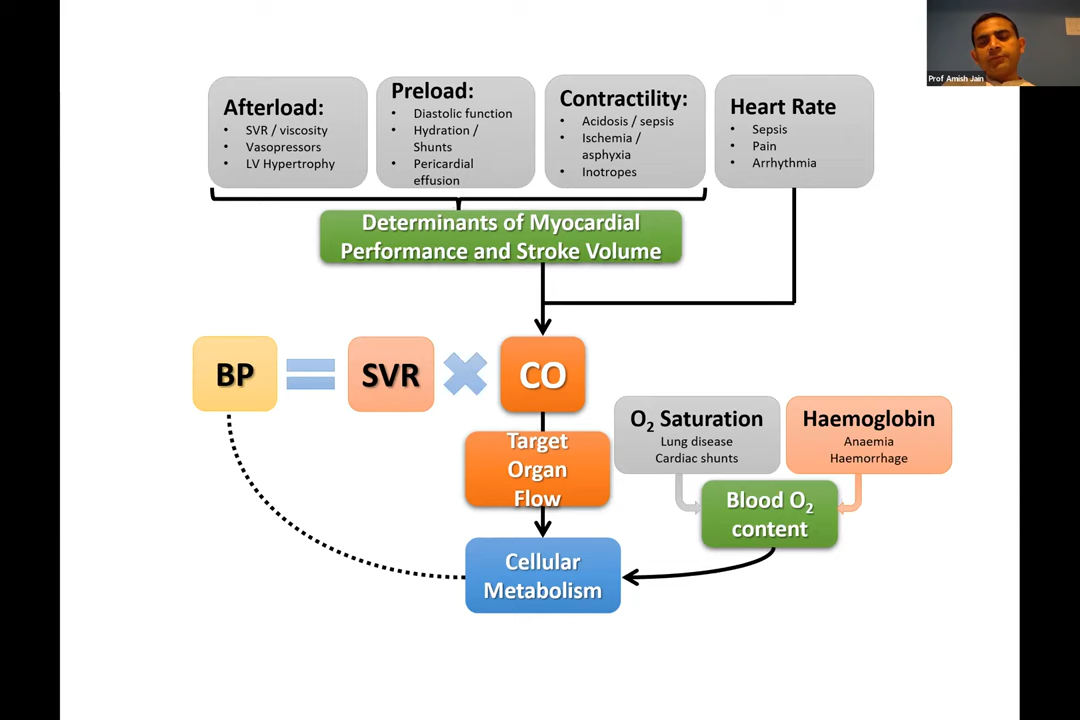 Prof Amish Jain
Afterload:
• SVR / viscosity
• Vasopressors
• LV Hypertrophy
Preload:
• Diastolic function
• Hydration /
Shunts
• Pericardial
effusion
Contractility:
• Acidosis / sepsis
• Ischemia /
asphyxia
• Inotropes
Heart Rate
• Sepsis
• Pain
• Arrhythmia
Determinants of Myocardial
Performance and Stroke Volume
BP = SVR × CO
Target
Organ
Flow
O₂ Saturation
Lung disease
Cardiac shunts
Haemoglobin
Anaemia
Haemorrhage
Blood O₂
content
Cellular
Metabolism